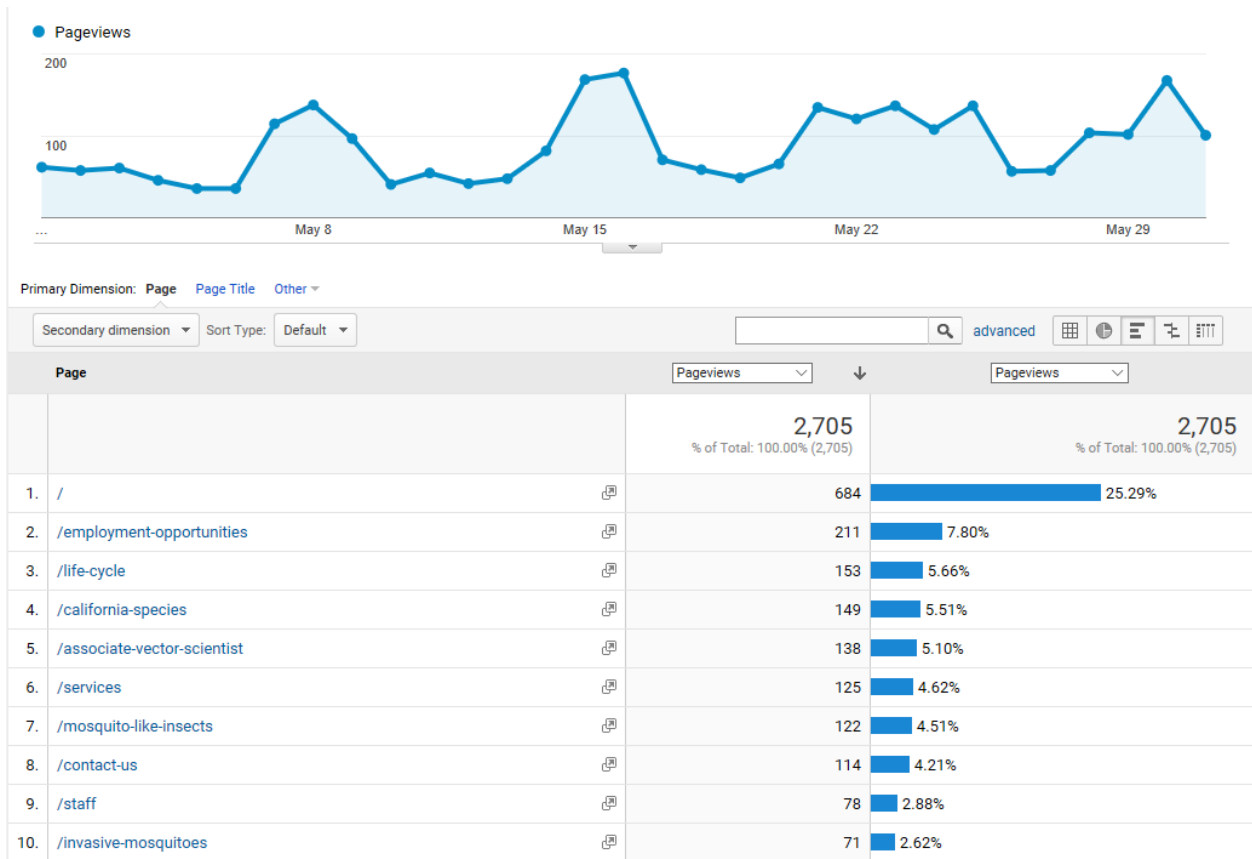 Pageviews
200
100
... May 8 May 15 May 22 May 29
Primary Dimension: Page Page Title Other
Secondary dimension Sort Type: Default advanced
Page Pageviews Pageviews
2,705 2,705
% of Total: 100.00% (2,705) % of Total: 100.00% (2,705)
1. / 684 25.29%
2. /employment-opportunities 211 7.80%
3. /life-cycle 153 5.66%
4. /california-species 149 5.51%
5. /associate-vector-scientist 138 5.10%
6. /services 125 4.62%
7. /mosquito-like-insects 122 4.51%
8. /contact-us 114 4.21%
9. /staff 78 2.88%
10. /invasive-mosquitoes 71 2.62%